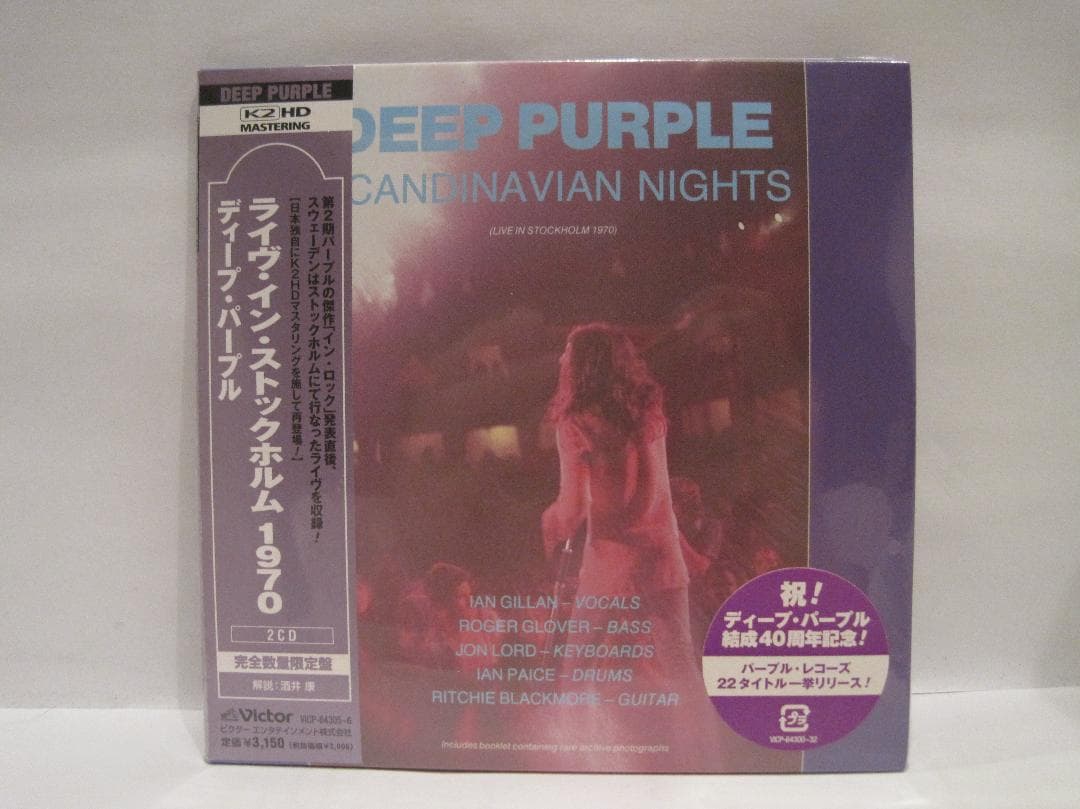 DEEP PURPLE
K2 HD
MASTERING
第2期パープルの傑作「イン・ロック」発表直後、
スウェーデンはストックホルムにて行なったライヴを収録!
[日本独自にK2HDマスタリングを施して再登場!]
ライヴ・イン・ストックホルム 1970
ディープ・パープル
2CD
完全数量限定盤
解説:酒井 康
Victor VICP-64305~6
ビクターエンタテインメント株式会社
定価¥3,150
DEEP PURPLE
CANDINAVIAN NIGHTS
(LIVE IN STOCKHOLM 1970)
IAN GILLAN – VOCALS
ROGER GLOVER – BASS
JON LORD – KEYBOARDS
IAN PAICE – DRUMS
RITCHIE BLACKMORE – GUITAR
Includes booklet containing rare archive photographs
祝!
ディープ・パープル
結成40周年記念!
パープル・レコーズ
22タイトル一挙リリース!
プラ
VICP-64300~32